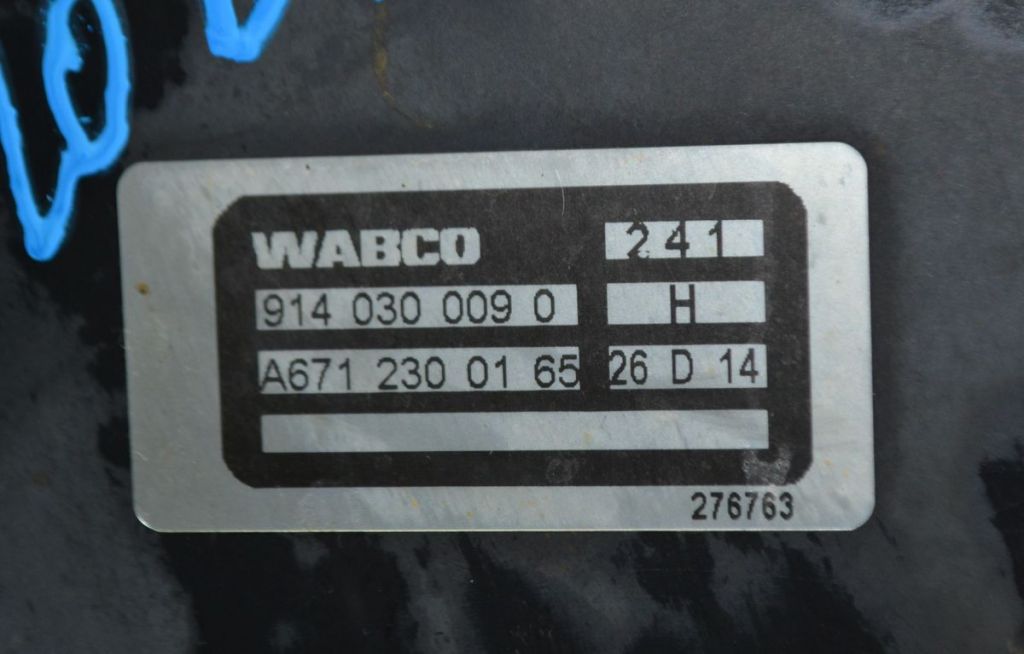 WABCO 241
914 030 009 0 H
A671 230 01 65 26 D 14
276763